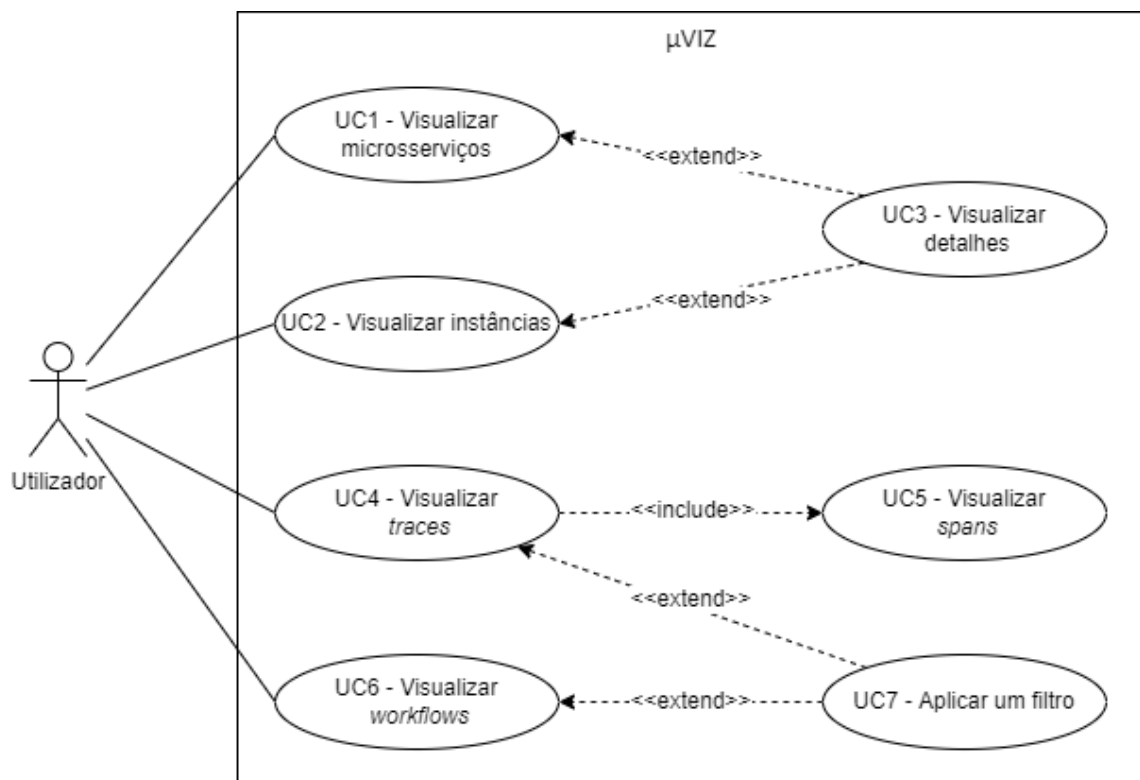 μVIZ
UC1 - Visualizar
microsserviços
<<extend>>
UC3 - Visualizar
detalhes
<<extend>>
UC2 - Visualizar instâncias
Utilizador
UC4 - Visualizar
traces
<<include>>
UC5 - Visualizar
spans
<<extend>>
UC6 - Visualizar
workflows
<<extend>>
UC7 - Aplicar um filtro